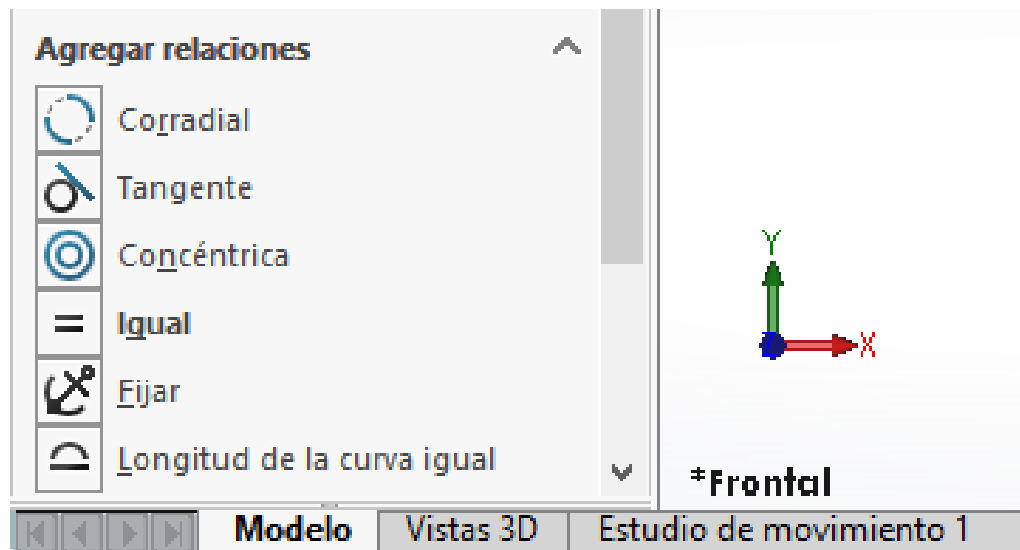 Agregar relaciones
Corradial
Tangente
Concéntrica
Igual
Fijar
Longitud de la curva igual
Y
X
*Frontal
Modelo
Vistas 3D
Estudio de movimiento 1